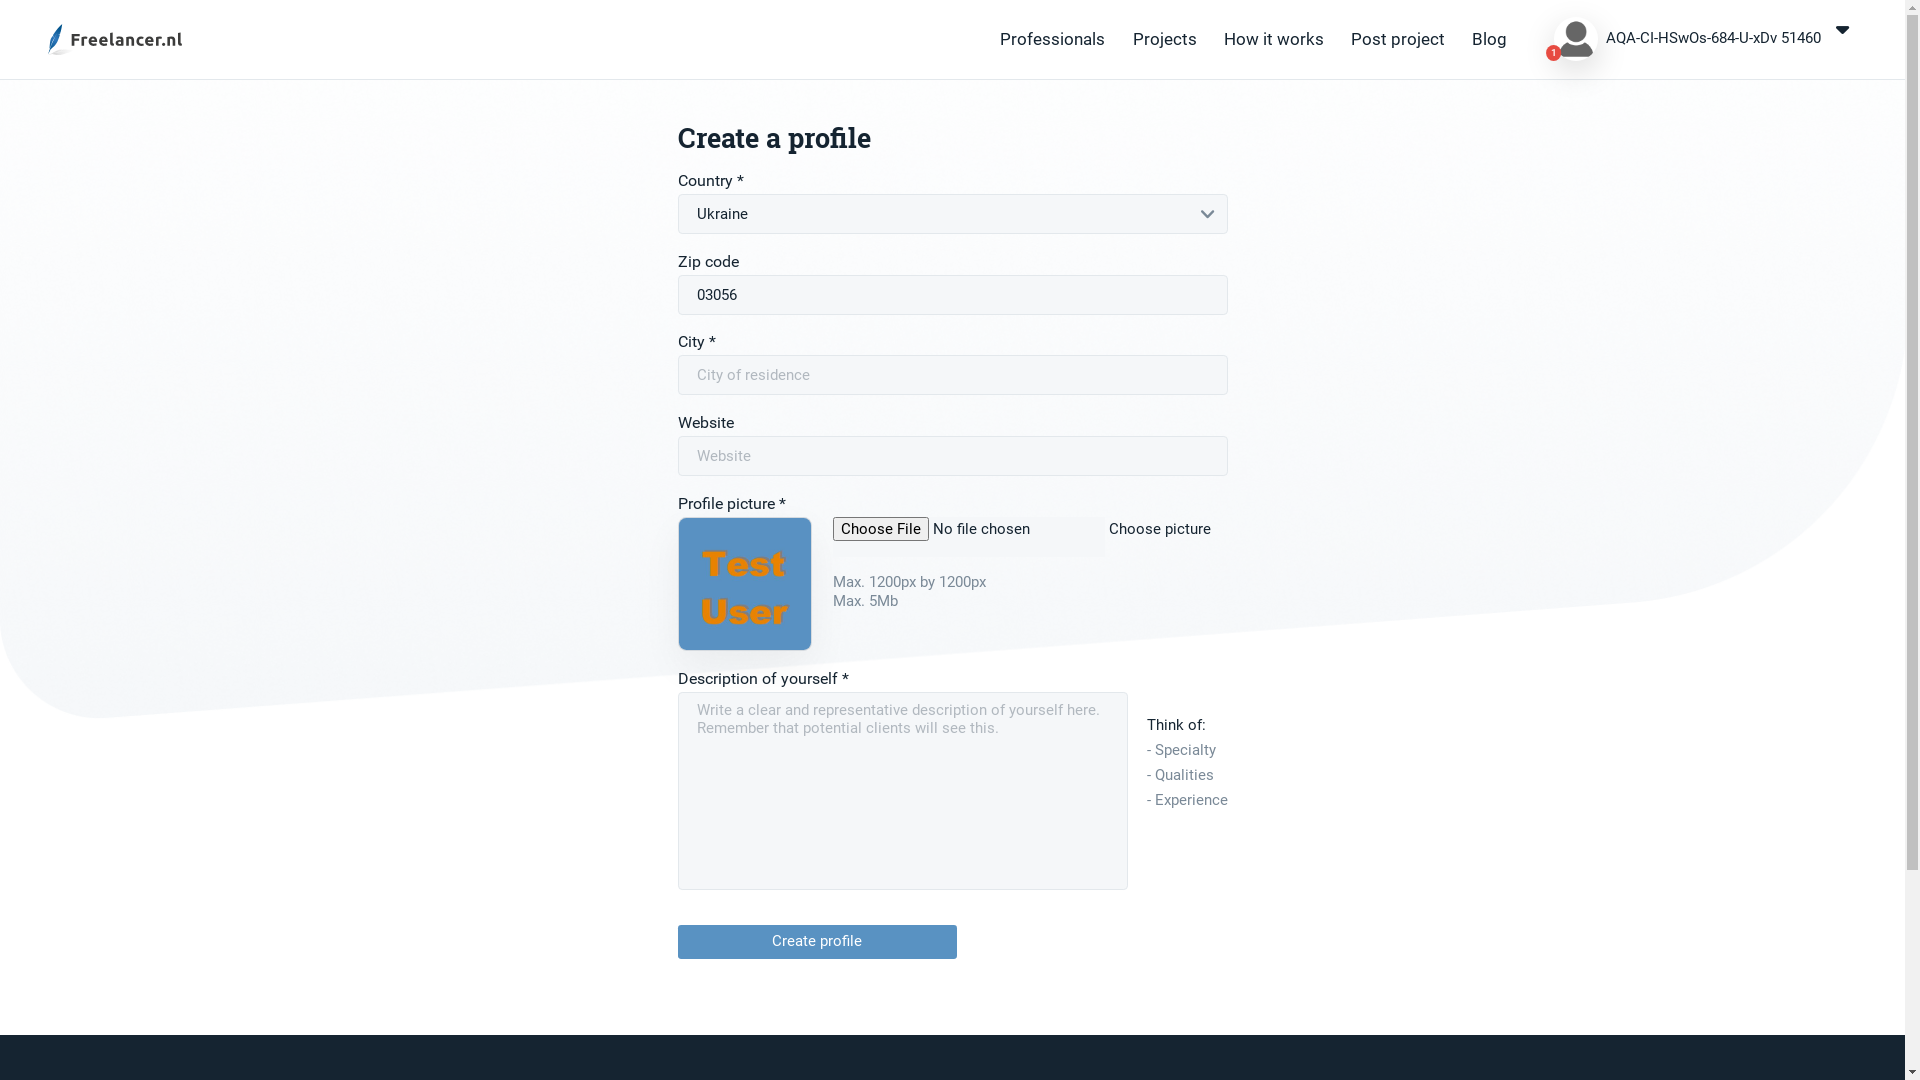 Freelancer.nl
Professionals
Projects
How it works
Post project
Blog
1
AQA-CI-HSwOs-684-U-xDv 51460
Create a profile
Country *
Ukraine
Zip code
03056
City *
City of residence
Website
Website
Profile picture *
Test
User
Choose File No file chosen
Choose picture
Max. 1200px by 1200px
Max. 5Mb
Description of yourself *
Write a clear and representative description of yourself here.
Remember that potential clients will see this.
Think of:
- Specialty
- Qualities
- Experience
Create profile